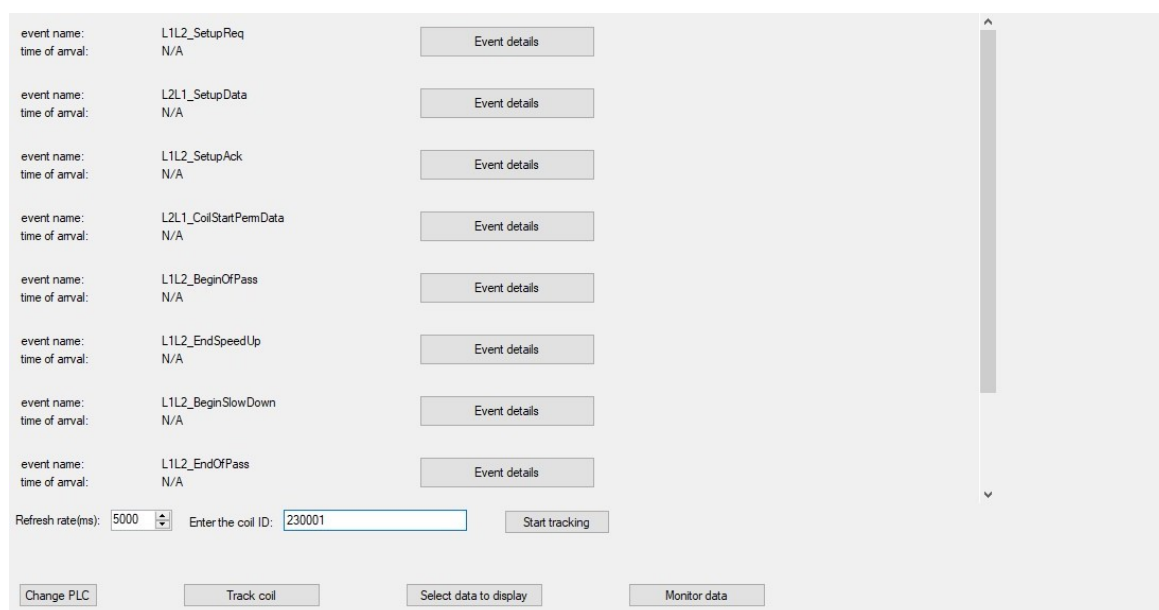 event name: L1L2_SetupReq Event details
time of arrval: N/A
event name: L2L1_SetupData Event details
time of arrval: N/A
event name: L1L2_SetupAck Event details
time of arrval: N/A
event name: L2L1_CoilStartPermData Event details
time of arrval: N/A
event name: L1L2_BeginOfPass Event details
time of arrval: N/A
event name: L1L2_EndSpeedUp Event details
time of arrval: N/A
event name: L1L2_BeginSlowDown Event details
time of arrval: N/A
event name: L1L2_EndOfPass Event details
time of arrval: N/A
Refresh rate(ms): 5000 Enter the coil ID: 230001 Start tracking
Change PLC Track coil Select data to display Monitor data